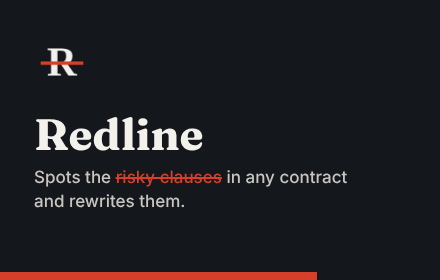 R
Redline
Spots the risky clauses in any contract
and rewrites them.